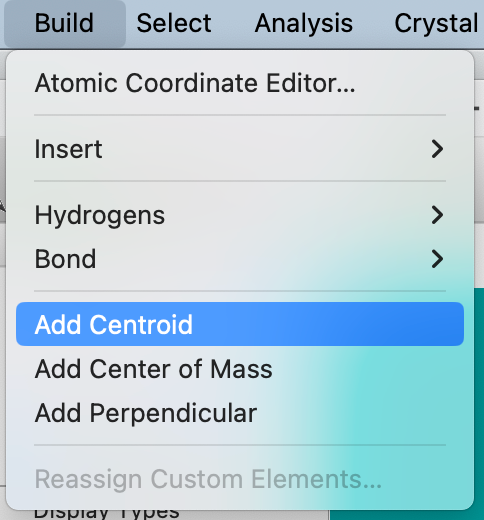 Build Select Analysis Crystal
Atomic Coordinate Editor...
Insert
Hydrogens
Bond
Add Centroid
Add Center of Mass
Add Perpendicular
Reassign Custom Elements...
Display Types